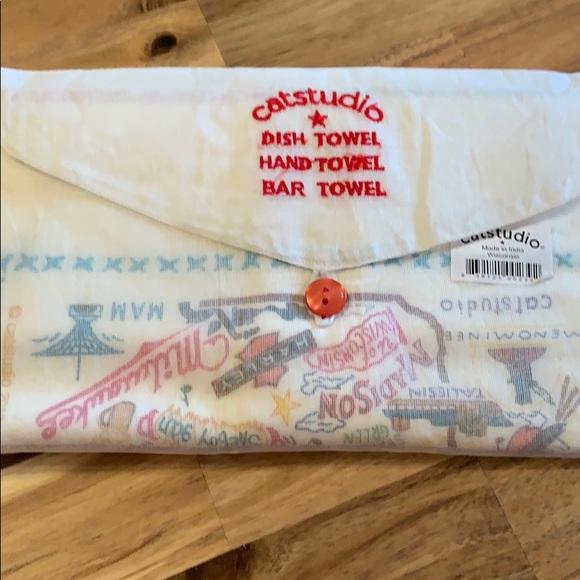 catstudio
DISH TOWEL
HAND TOWEL
BAR TOWEL
catstudio
Made in India
Wisconsin
MAM
catstudio
MENOMINEE
Milwaukee
HARLEY
WISCONSIN
MADISON
TALIESIN
GREEN